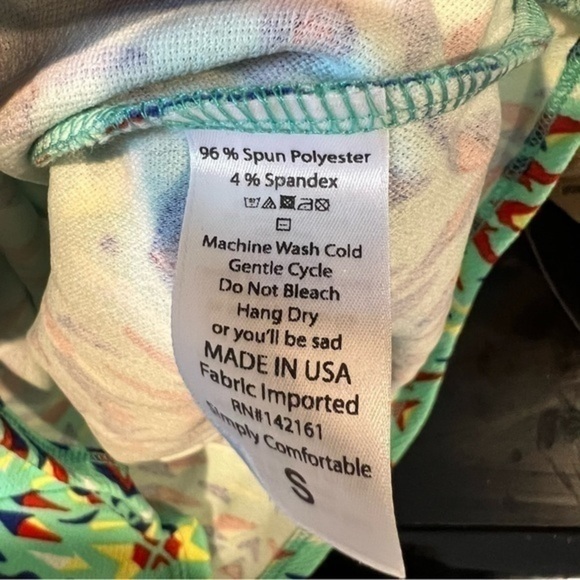 96 % Spun Polyester
4 % Spandex
Machine Wash Cold
Gentle Cycle
Do Not Bleach
Hang Dry
or you'll be sad
MADE IN USA
Fabric Imported
RN#142161
Simply Comfortable
S